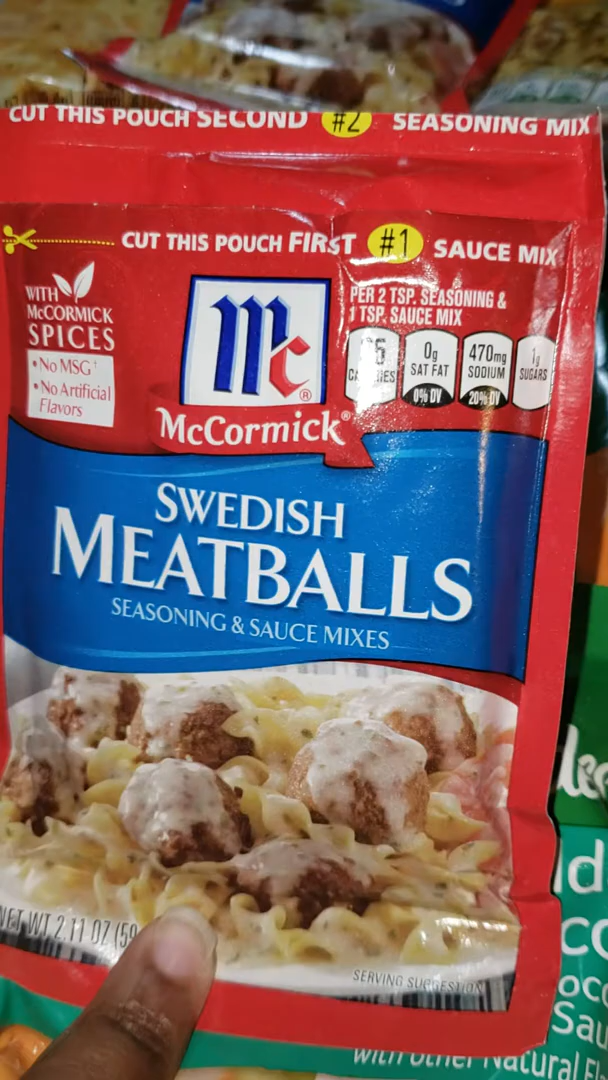 CUT THIS POUCH SECOND #2 SEASONING MIX
CUT THIS POUCH FIRST #1 SAUCE MIX
WITH
McCORMICK
SPICES
• No MSG†
• No Artificial
Flavors
Mc®
McCormick®
PER 2 TSP. SEASONING &
1 TSP. SAUCE MIX
0g
SAT FAT
0% DV
470mg
SODIUM
20% DV
1g
SUGARS
SWEDISH
MEATBALLS
SEASONING & SAUCE MIXES
NET WT 2.11 OZ (59
SERVING SUGGESTION
with other Natural Fl